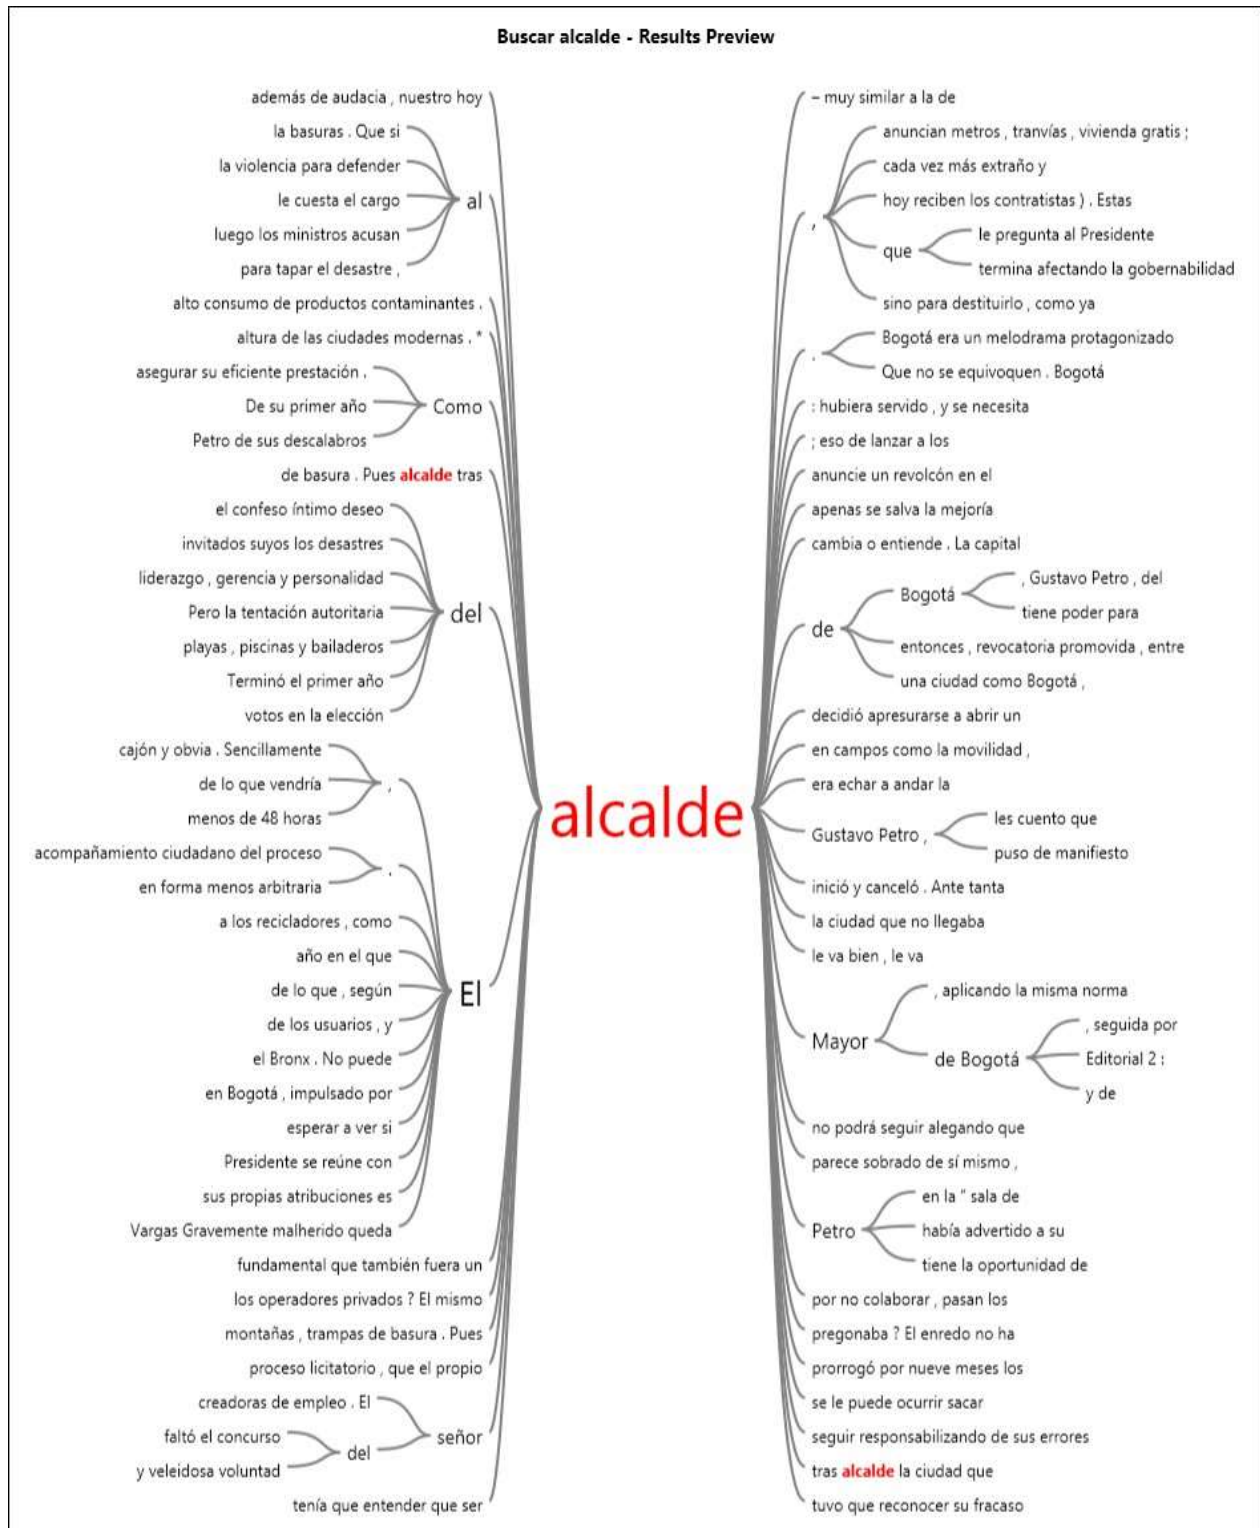 Buscar alcalde - Results Preview
además de audacia , nuestro hoy
la basuras . Que si
la violencia para defender
le cuesta el cargo
al
luego los ministros acusan
para tapar el desastre ,
alto consumo de productos contaminantes .
altura de las ciudades modernas . *
asegurar su eficiente prestación .
De su primer año
Como
Petro de sus descalabros
de basura . Pues alcalde tras
el confeso íntimo deseo
invitados suyos los desastres
liderazgo , gerencia y personalidad
Pero la tentación autoritaria
del
playas , piscinas y bailaderos
Terminó el primer año
votos en la elección
cajón y obvia . Sencillamente
de lo que vendría
,
menos de 48 horas
acompañamiento ciudadano del proceso
.
en forma menos arbitraria
a los recicladores , como
año en el que
de lo que , según
El
de los usuarios , y
el Bronx . No puede
en Bogotá , impulsado por
esperar a ver si
Presidente se reúne con
sus propias atribuciones es
Vargas Gravemente malherido queda
fundamental que también fuera un
los operadores privados ? El mismo
montañas , trampas de basura . Pues
proceso licitatorio , que el propio
creadoras de empleo . El
señor
faltó el concurso
del
y veleidosa voluntad
tenía que entender que ser
alcalde
– muy similar a la de
anuncian metros , tranvías , vivienda gratis ;
cada vez más extraño y
hoy reciben los contratistas ) . Estas
,
que
le pregunta al Presidente
termina afectando la gobernabilidad
sino para destituirlo , como ya
.
Bogotá era un melodrama protagonizado
Que no se equivoquen . Bogotá
: hubiera servido , y se necesita
; eso de lanzar a los
anuncie un revolcón en el
apenas se salva la mejoría
cambia o entiende . La capital
de
Bogotá
, Gustavo Petro , del
tiene poder para
entonces , revocatoria promovida , entre
una ciudad como Bogotá ,
decidió apresurarse a abrir un
en campos como la movilidad ,
era echar a andar la
Gustavo Petro ,
les cuento que
puso de manifiesto
inició y canceló . Ante tanta
la ciudad que no llegaba
le va bien , le va
Mayor
, aplicando la misma norma
de Bogotá
, seguida por
Editorial 2 :
y de
no podrá seguir alegando que
parece sobrado de sí mismo ,
Petro
en la " sala de
había advertido a su
tiene la oportunidad de
por no colaborar , pasan los
pregonaba ? El enredo no ha
prorrogó por nueve meses los
se le puede ocurrir sacar
seguir responsabilizando de sus errores
tras alcalde la ciudad que
tuvo que reconocer su fracaso